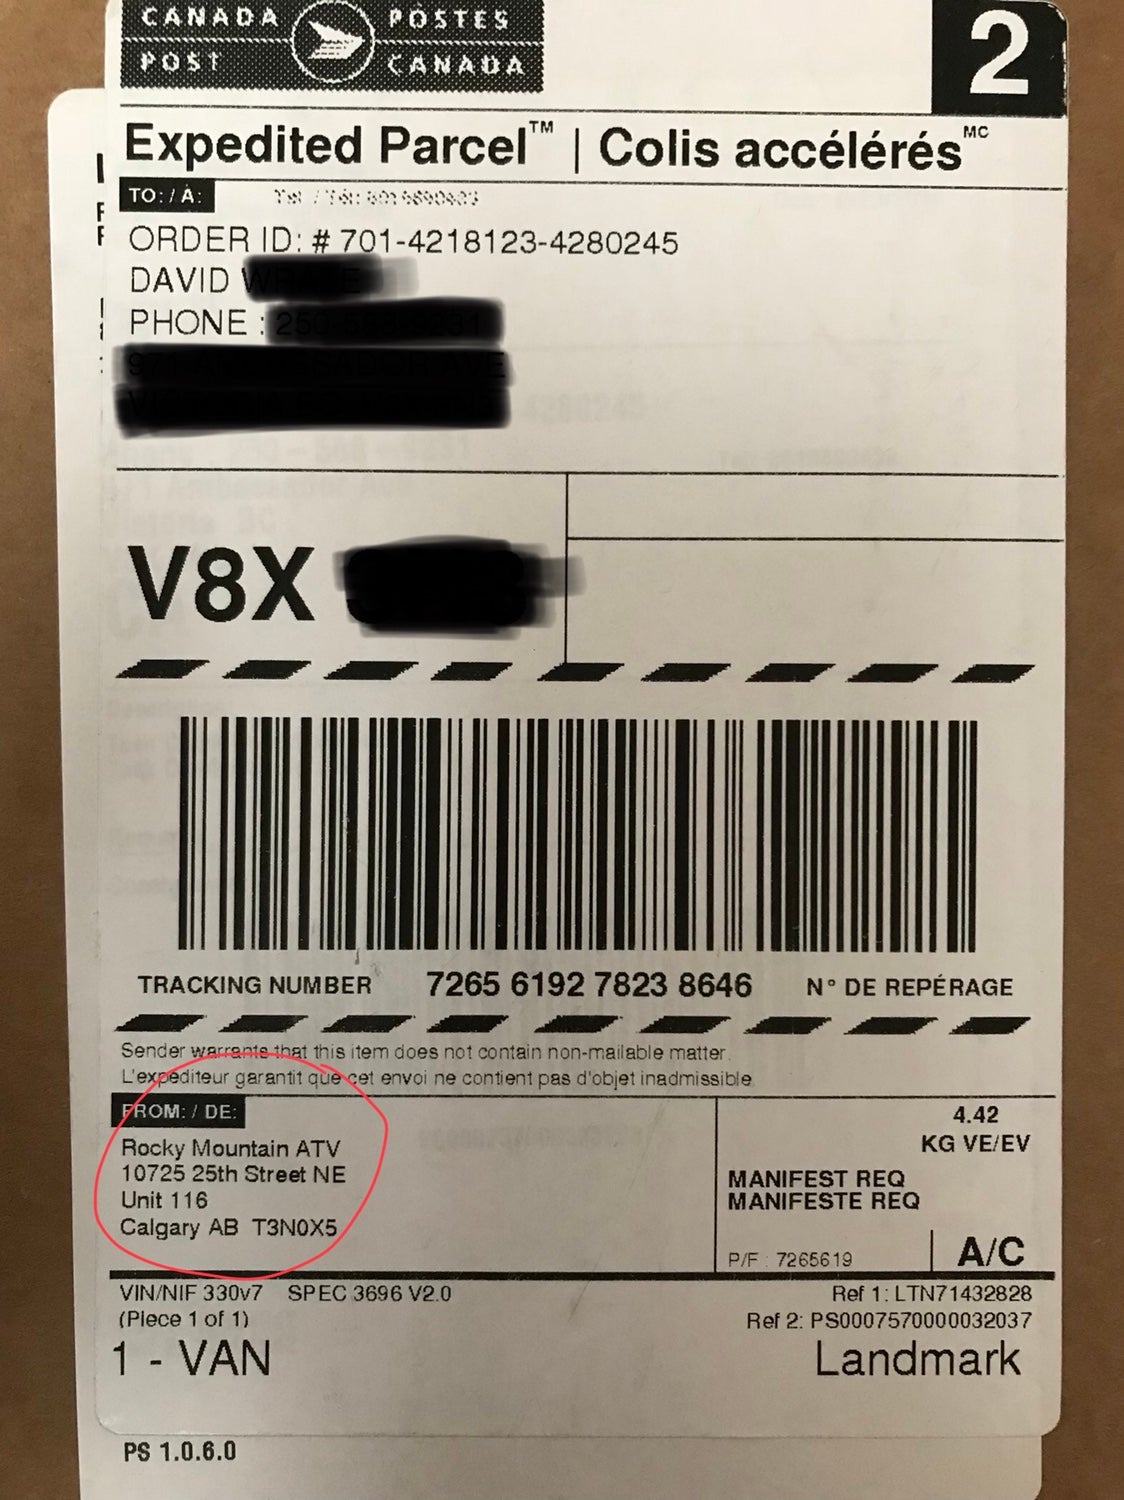 CANADA POSTES
POST CANADA
2
Expedited Parcel™ | Colis accélérés MC
TO: / À:
ORDER ID: # 701-4218123-4280245
DAVID
PHONE :
V8X
TRACKING NUMBER 7265 6192 7823 8646 N° DE REPÉRAGE
Sender warrants that this item does not contain non-mailable matter.
L'expéditeur garantit que cet envoi ne contient pas d'objet inadmissible
FROM: / DE:
Rocky Mountain ATV
10725 25th Street NE
Unit 116
Calgary AB T3N0X5
4.42
KG VE/EV
MANIFEST REQ
MANIFESTE REQ
P/F : 7265619
A/C
VIN/NIF 330v7 SPEC 3696 V2.0
(Piece 1 of 1)
1 - VAN
Ref 1: LTN71432828
Ref 2: PS0007570000032037
Landmark
PS 1.0.6.0